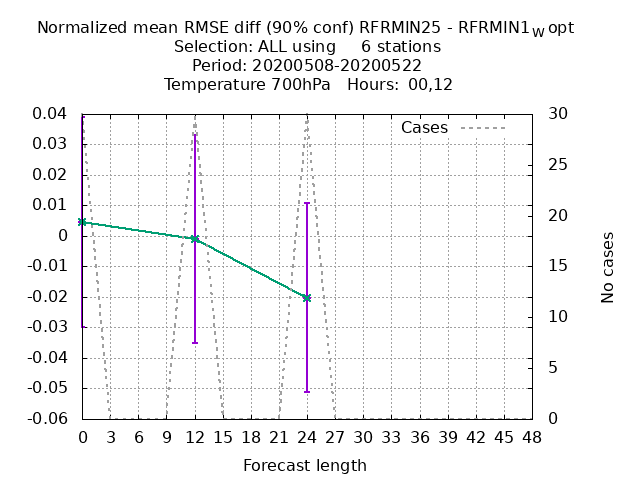 Normalized mean RMSE diff (90% conf) RFRMIN25 - RFRMIN1W opt
Selection: ALL using 6 stations
Period: 20200508-20200522
Temperature 700hPa Hours: 00,12
Cases
0.04
0.03
0.02
0.01
0
-0.01
-0.02
-0.03
-0.04
-0.05
-0.06
30
25
20
15
10
5
0
No cases
0 3 6 9 12 15 18 21 24 27 30 33 36 39 42 45 48
Forecast length